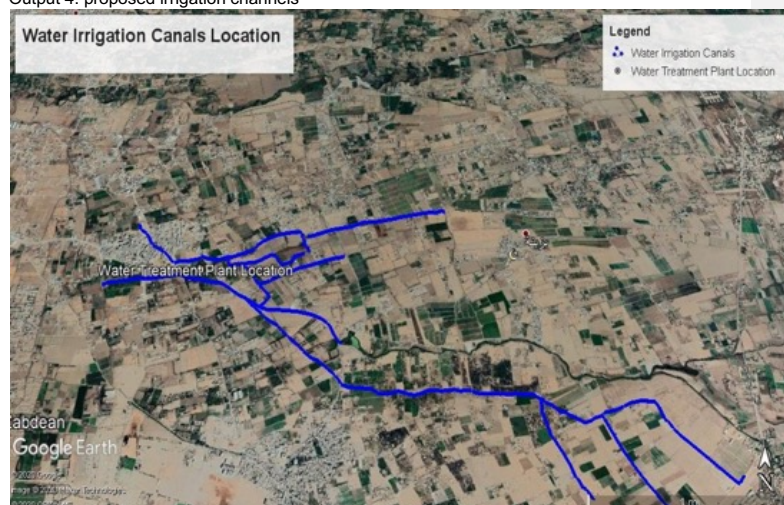 Output 4: proposed irrigation channels
Water Irrigation Canals Location
Legend
Water Irrigation Canals
Water Treatment Plant Location
Water Treatment Plant Location
Google Earth
N